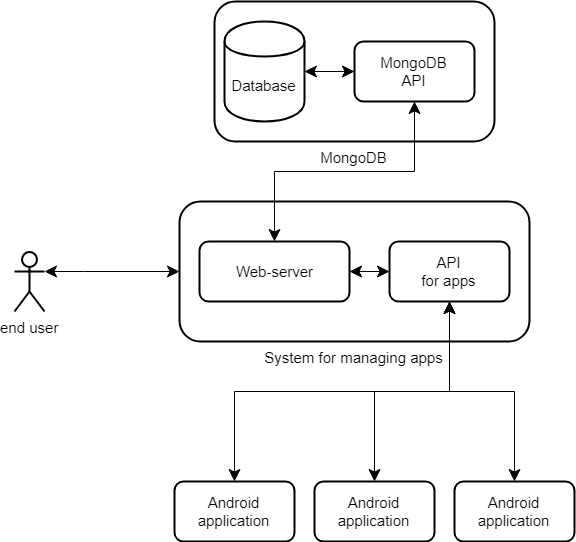 Database
MongoDB
API
MongoDB
Web-server
API
for apps
end user
System for managing apps
Android
application
Android
application
Android
application